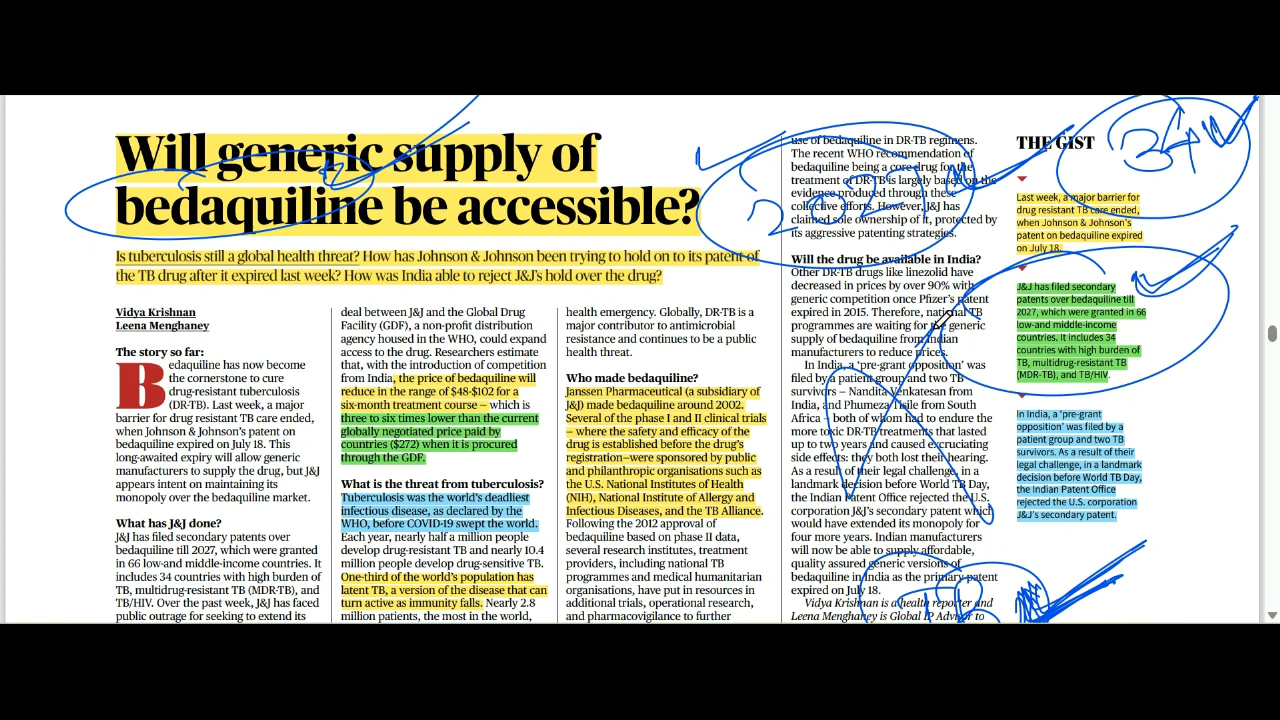 Will generic supply of
bedaquiline be accessible?
Is tuberculosis still a global health threat? How has Johnson & Johnson been trying to hold on to its patent of
the TB drug after it expired last week? How was India able to reject J&J's hold over the drug?
Vidya Krishnan
Leena Menghaney
The story so far:
Bedaquiline has now become
the cornerstone to cure
drug-resistant tuberculosis
(DR-TB). Last week, a major
barrier for drug resistant TB care ended,
when Johnson & Johnson's patent on
bedaquiline expired on July 18. This
long-awaited expiry will allow generic
manufacturers to supply the drug, but J&J
appears intent on maintaining its
monopoly over the bedaquiline market.
What has J&J done?
J&J has filed secondary patents over
bedaquiline till 2027, which were granted
in 66 low-and middle-income countries. It
includes 34 countries with high burden of
TB, multidrug-resistant TB (MDR-TB), and
TB/HIV. Over the past week, J&J has faced
public outrage for seeking to extend its
deal between J&J and the Global Drug
Facility (GDF), a non-profit distribution
agency housed in the WHO, could expand
access to the drug. Researchers estimate
that, with the introduction of competition
from India, the price of bedaquiline will
reduce in the range of $48-$102 for a
six-month treatment course – which is
three to six times lower than the current
globally negotiated price paid by
countries ($272) when it is procured
through the GDF.
What is the threat from tuberculosis?
Tuberculosis was the world's deadliest
infectious disease, as declared by the
WHO, before COVID-19 swept the world.
Each year, nearly half a million people
develop drug-resistant TB and nearly 10.4
million people develop drug-sensitive TB.
One-third of the world's population has
latent TB, a version of the disease that can
turn active as immunity falls. Nearly 2.8
million patients, the most in the world,
health emergency. Globally, DR-TB is a
major contributor to antimicrobial
resistance and continues to be a public
health threat.
Who made bedaquiline?
Janssen Pharmaceutical (a subsidiary of
J&J) made bedaquiline around 2002.
Several of the phase I and II clinical trials
– where the safety and efficacy of the
drug is established before the drug's
registration—were sponsored by public
and philanthropic organisations such as
the U.S. National Institutes of Health
(NIH), National Institute of Allergy and
Infectious Diseases, and the TB Alliance.
Following the 2012 approval of
bedaquiline based on phase II data,
several research institutes, treatment
providers, including national TB
programmes and medical humanitarian
organisations, have put in resources in
additional trials, operational research,
and pharmacovigilance to further
use of bedaquiline in DR-TB regimens.
The recent WHO recommendation of
bedaquiline being a core drug for the
treatment of DR-TB is largely based on the
evidence produced through these
collective efforts. However, J&J has
claimed sole ownership of it, protected by
its aggressive patenting strategies.
Will the drug be available in India?
Other DR-TB drugs like linezolid have
decreased in prices by over 90% with
generic competition once Pfizer's patent
expired in 2015. Therefore, national TB
programmes are waiting for the generic
supply of bedaquiline from Indian
manufacturers to reduce prices.
In India, a 'pre-grant opposition' was
filed by a patient group and two TB
survivors – Nandita Venkatesan from
India, and Phumeza Tisile from South
Africa – both of whom had to endure the
more toxic DR-TB treatments that lasted
up to two years and caused excruciating
side effects: they both lost their hearing.
As a result of their legal challenge, in a
landmark decision before World TB Day,
the Indian Patent Office rejected the U.S.
corporation J&J's secondary patent which
would have extended its monopoly for
four more years. Indian manufacturers
will now be able to supply affordable,
quality assured generic versions of
bedaquiline in India as the primary patent
expired on July 18.
Vidya Krishnan is a health reporter and
Leena Menghaney is Global IP Advisor to
THE GIST
Last week, a major barrier for
drug resistant TB care ended,
when Johnson & Johnson's
patent on bedaquiline expired
on July 18.
J&J has filed secondary
patents over bedaquiline till
2027, which were granted in 66
low-and middle-income
countries. It includes 34
countries with high burden of
TB, multidrug-resistant TB
(MDR-TB), and TB/HIV.
In India, a 'pre-grant
opposition' was filed by a
patient group and two TB
survivors. As a result of their
legal challenge, in a landmark
decision before World TB Day,
the Indian Patent Office
rejected the U.S. corporation
J&J's secondary patent.
2027
TB